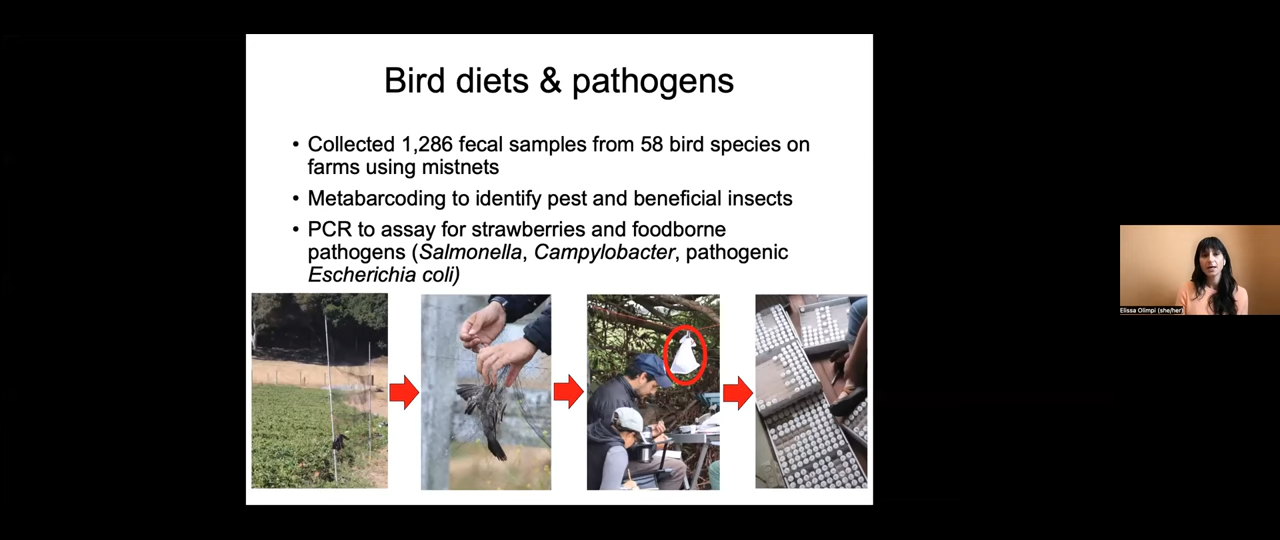 Bird diets & pathogens
• Collected 1,286 fecal samples from 58 bird species on
farms using mistnets
• Metabarcoding to identify pest and beneficial insects
• PCR to assay for strawberries and foodborne
pathogens (Salmonella, Campylobacter, pathogenic
Escherichia coli)
Elissa Olimpi (she/her)